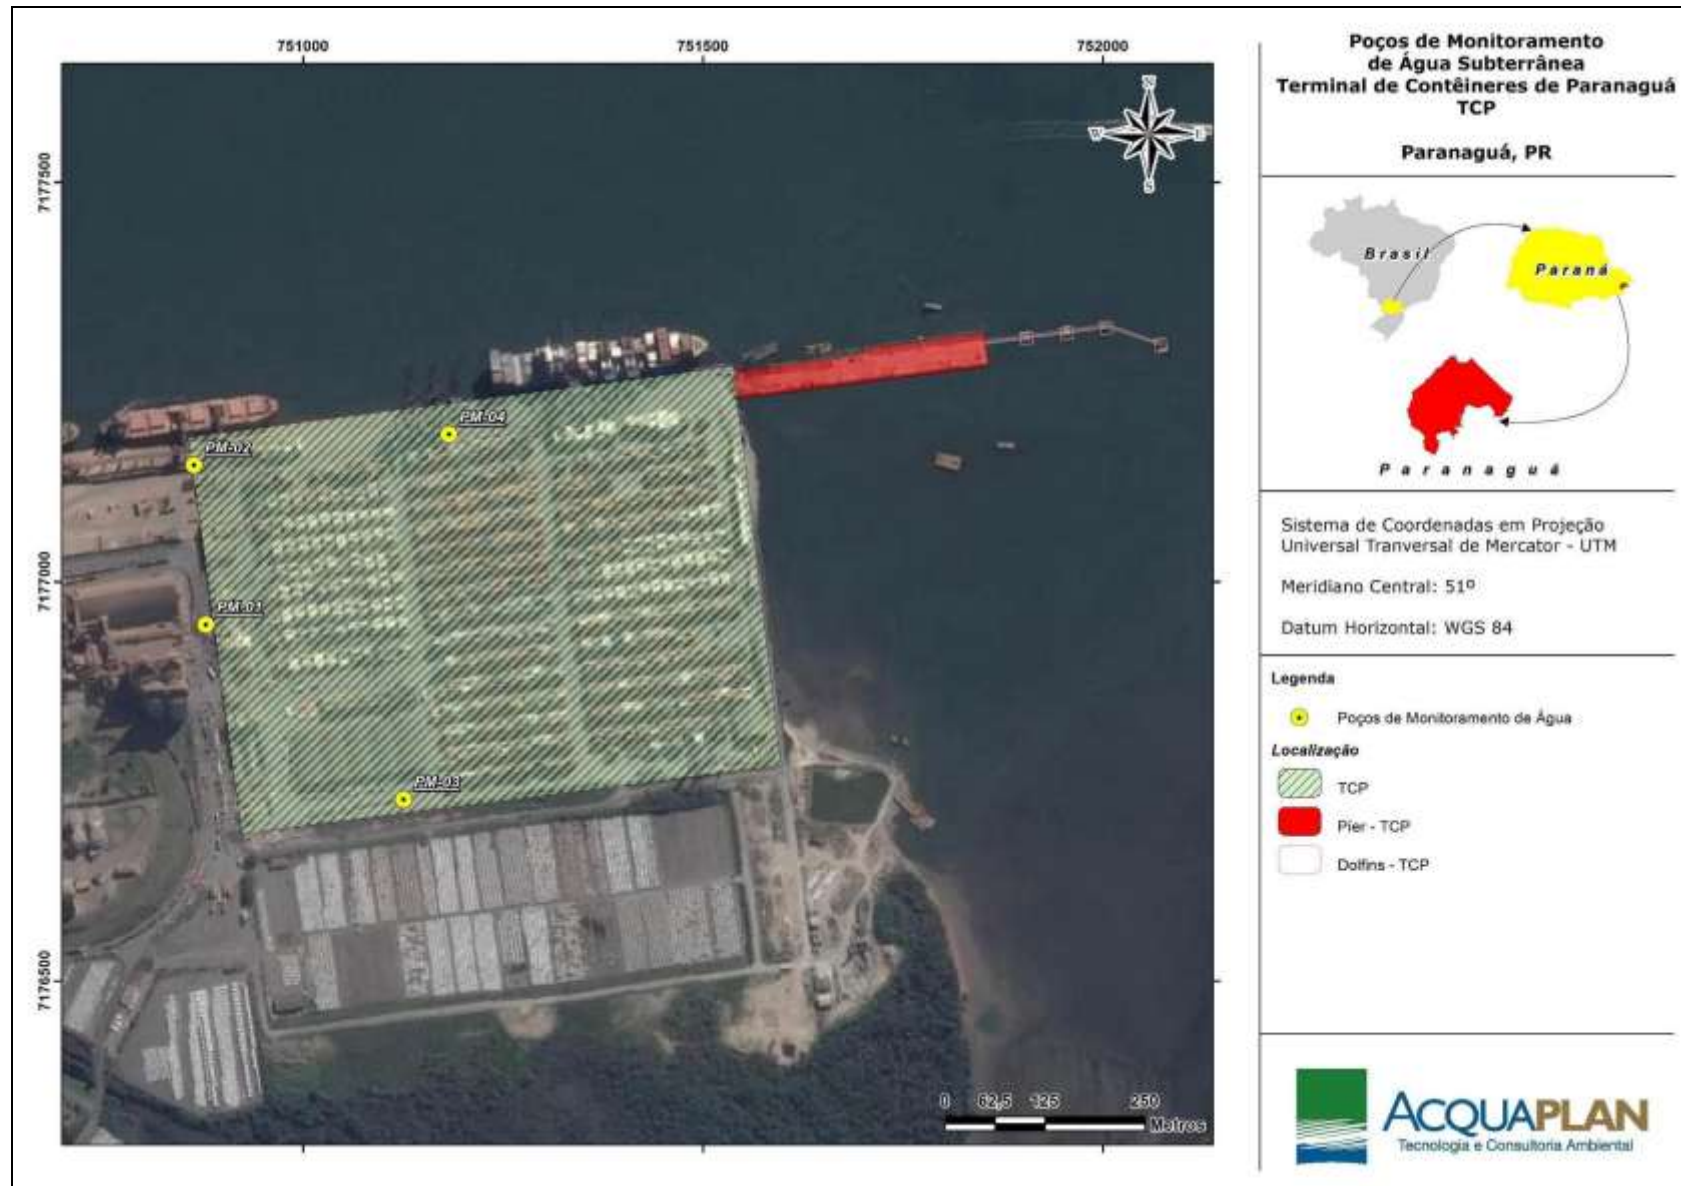 Poços de Monitoramento
de Água Subterrânea
Terminal de Contêineres de Paranaguá
TCP
Paranaguá, PR
751000
751500
752000
7177500
7177000
7176500
N
W
E
S
PM-02
PM-04
PM-01
PM-03
0 62,5 125 250
Metros
Brasil
Paraná
Paranaguá
Sistema de Coordenadas em Projeção
Universal Tranversal de Mercator - UTM
Meridiano Central: 51º
Datum Horizontal: WGS 84
Legenda
Poços de Monitoramento de Água
Localização
TCP
Pier - TCP
Dolfins - TCP
ACQUAPLAN
Tecnologia e Consultoria Ambiental